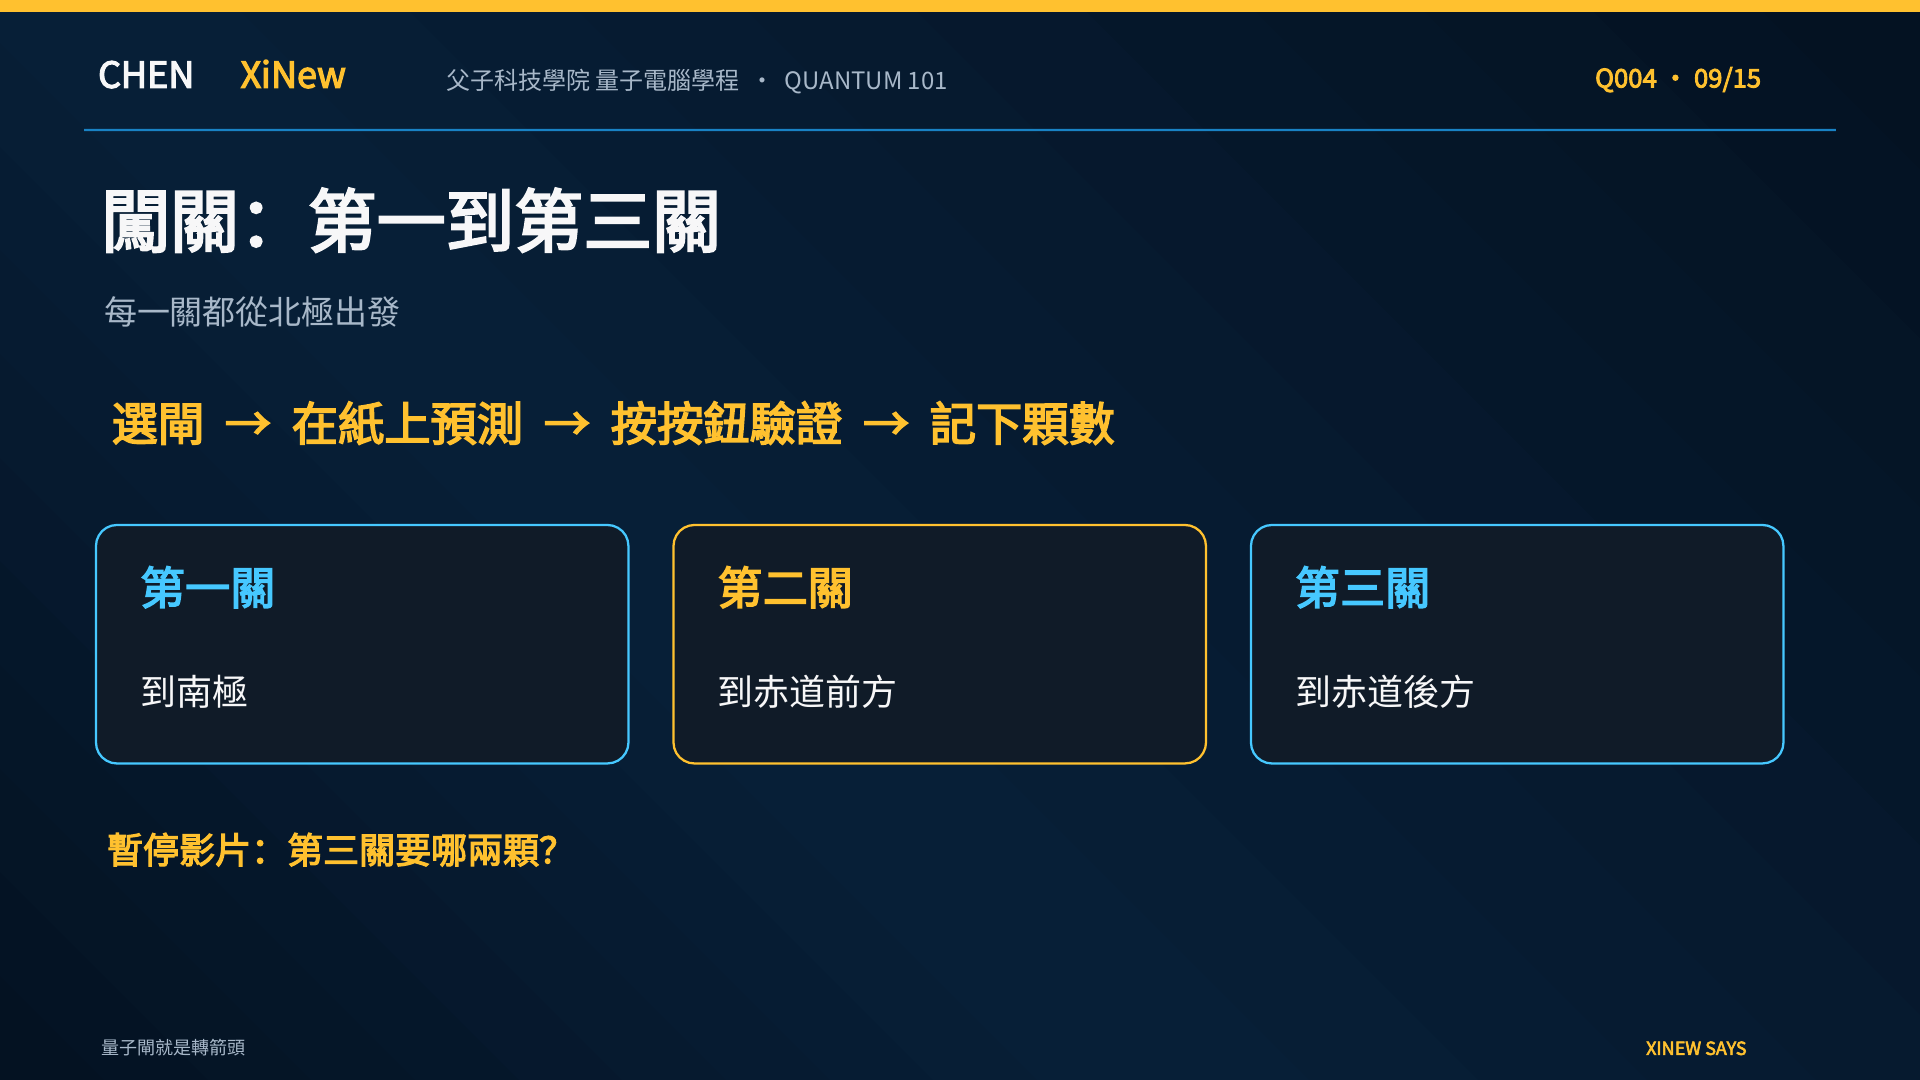 CHEN XiNew 父子科技學院 量子電腦學程 • QUANTUM 101 Q004 • 09/15
闖關：第一到第三關
每一關都從北極出發
選閘 → 在紙上預測 → 按按鈕驗證 → 記下顆數
第一關
到南極
第二關
到赤道前方
第三關
到赤道後方
暫停影片：第三關要哪兩顆？
量子閘就是轉箭頭
XINEW SAYS